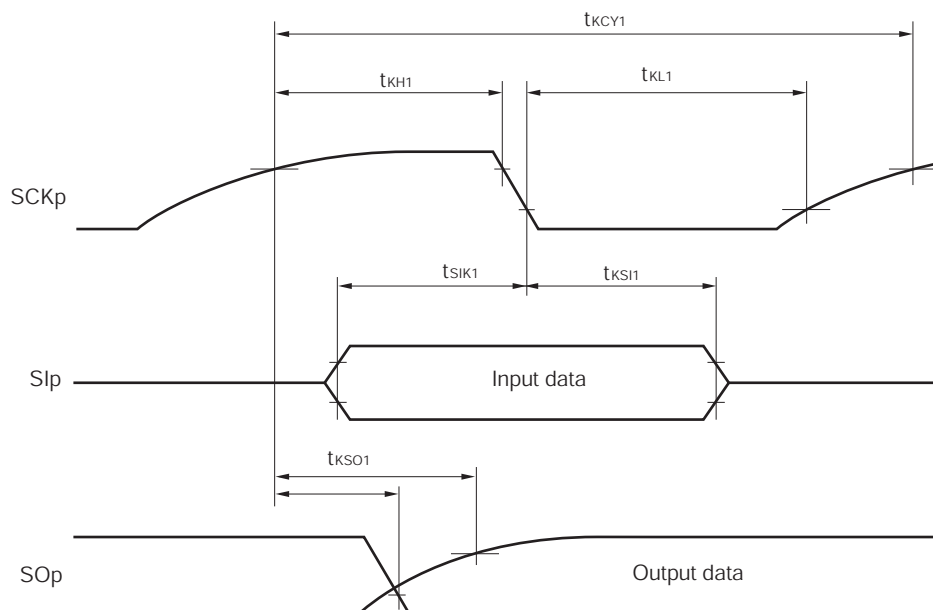 tKCY1
tKH1
tKL1
SCKp
tSIK1
tKSI1
SIp
Input data
tKSO1
SOp
Output data